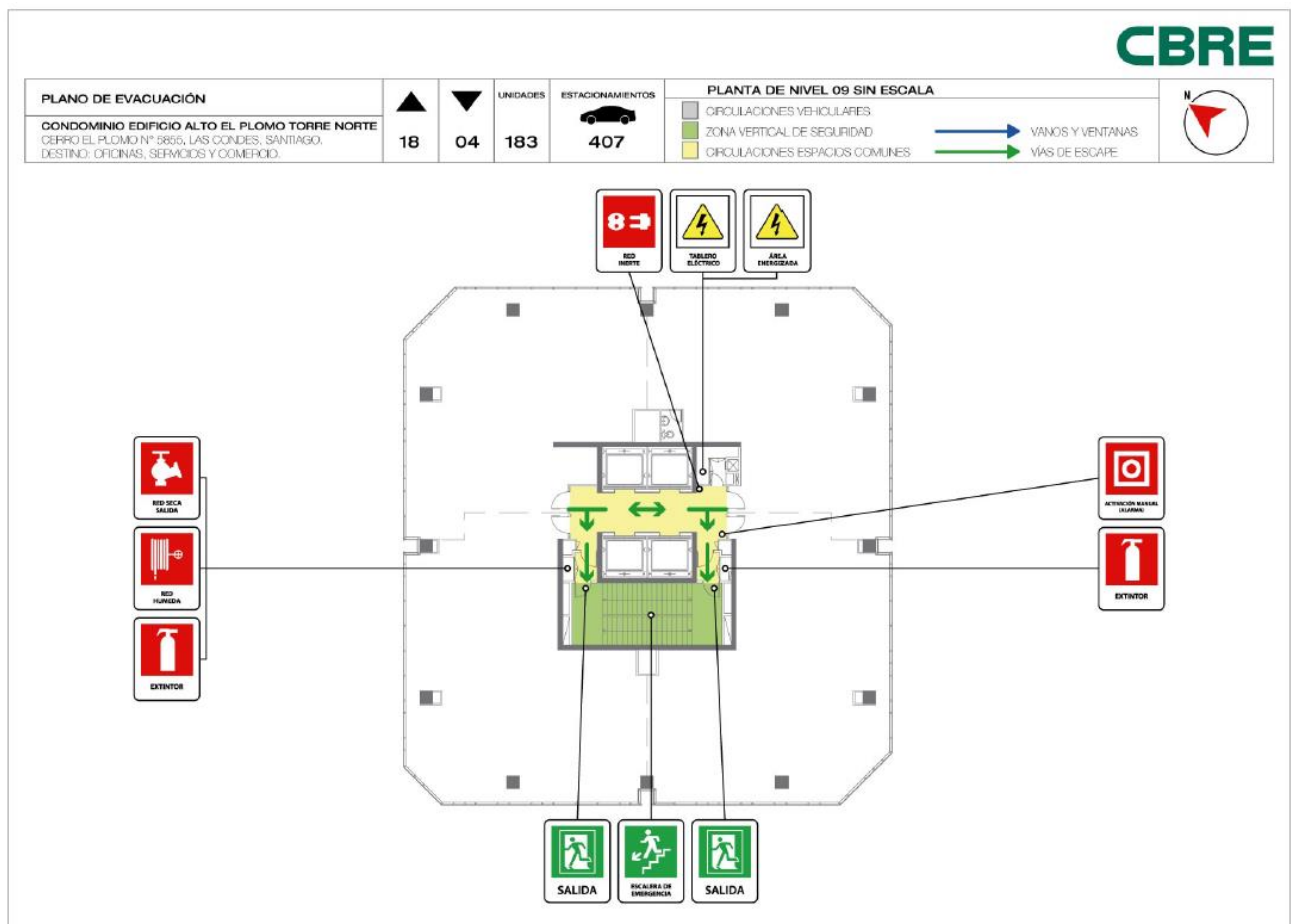 CBRE
PLANO DE EVACUACIÓN
CONDOMINIO EDIFICIO ALTO EL PLOMO TORRE NORTE
CERRO EL PLOMO N° 5855, LAS CONDES, SANTIAGO.
DESTINO: OFICINAS, SERVICIOS Y COMERCIO.
18
04
UNIDADES
183
ESTACIONAMIENTOS
407
PLANTA DE NIVEL 09 SIN ESCALA
CIRCULACIONES VEHICULARES
ZONA VERTICAL DE SEGURIDAD
CIRCULACIONES ESPACIOS COMUNES
VANOS Y VENTANAS
VÍAS DE ESCAPE
N
RED
INERTE
TABLERO
ELÉCTRICO
ÁREA
ENERGIZADA
RED SECA
SALIDA
RED
HUMEDA
EXTINTOR
ACTIVACIÓN MANUAL
(ALARMA)
EXTINTOR
SALIDA
ESCALERA DE
EMERGENCIA
SALIDA